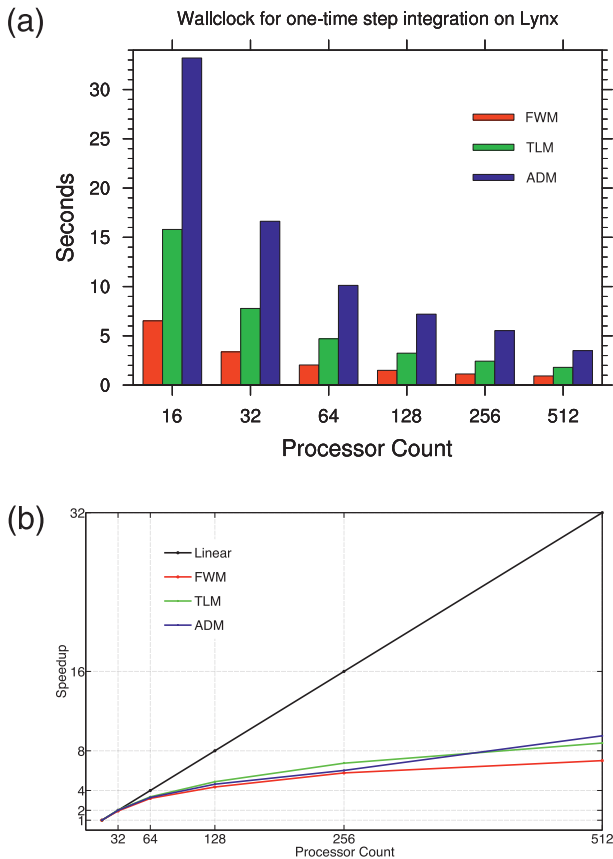 (a)
Wallclock for one-time step integration on Lynx
Seconds
30
35
30
25
20
15
10
5
0
FWM
TLM
ADM
16 32 64 128 256 512
Processor Count
(b)
Speedup
32
16
8
4
2
1
Linear
FWM
TLM
ADM
32 64 128 256 512
Processor Count